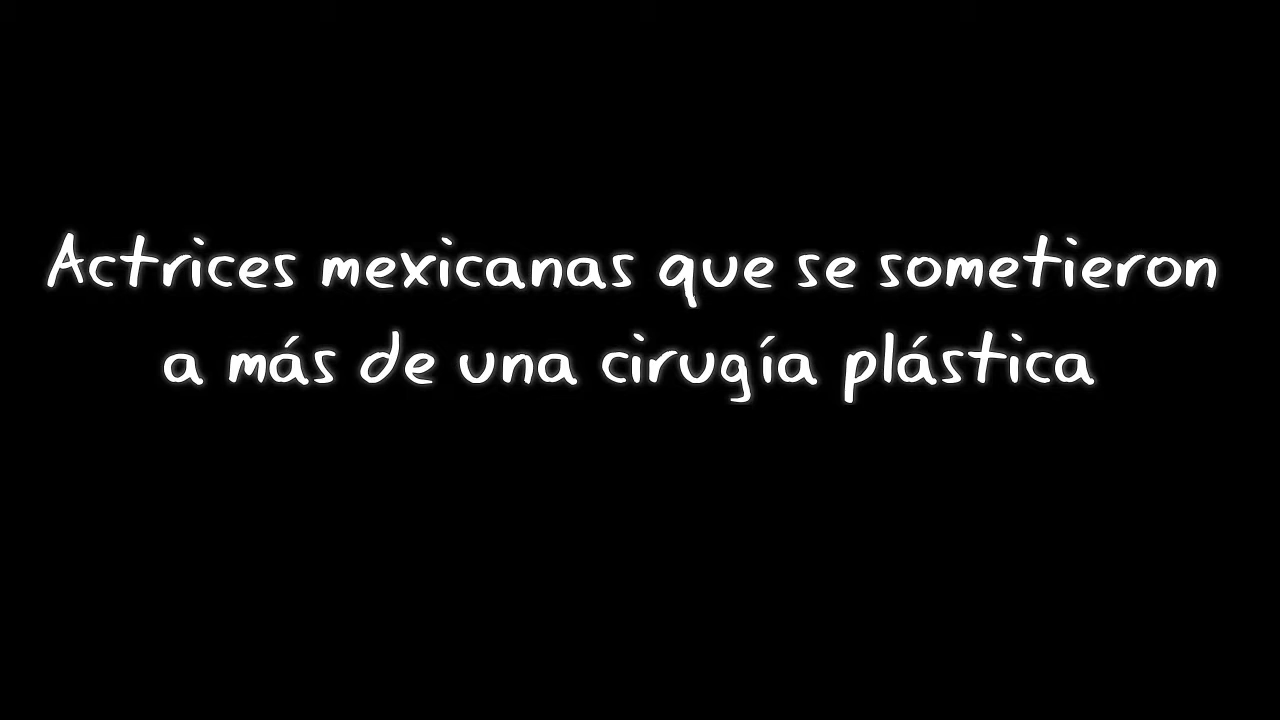 Actrices mexicanas que se sometieron
a más de una cirugía plástica